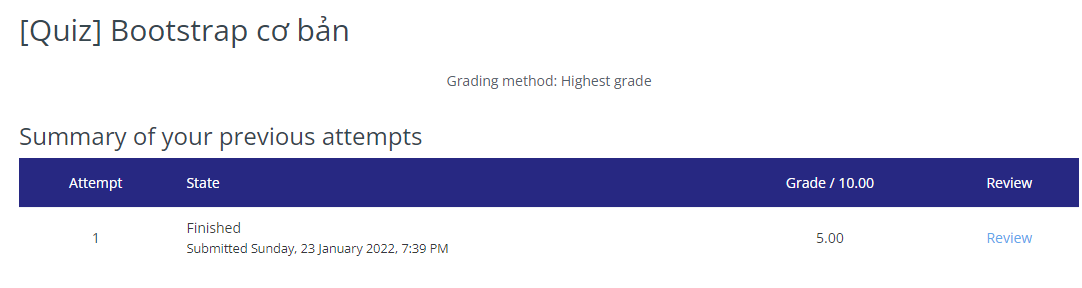 [Quiz] Bootstrap cơ bản
Grading method: Highest grade
Summary of your previous attempts
Attempt State Grade / 10.00 Review
1 Finished 5.00 Review
Submitted Sunday, 23 January 2022, 7:39 PM